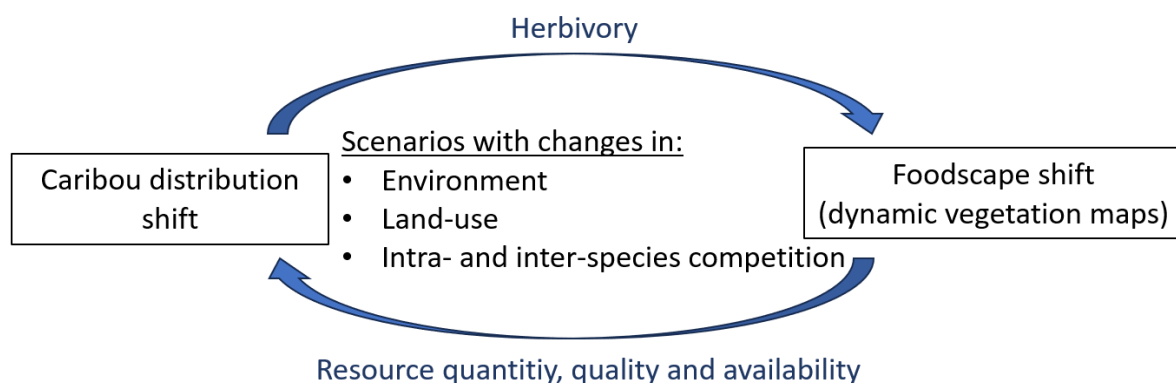 Herbivory
Caribou distribution
shift
Scenarios with changes in:
• Environment
• Land-use
• Intra- and inter-species competition
Foodscape shift
(dynamic vegetation maps)
Resource quantitiy, quality and availability